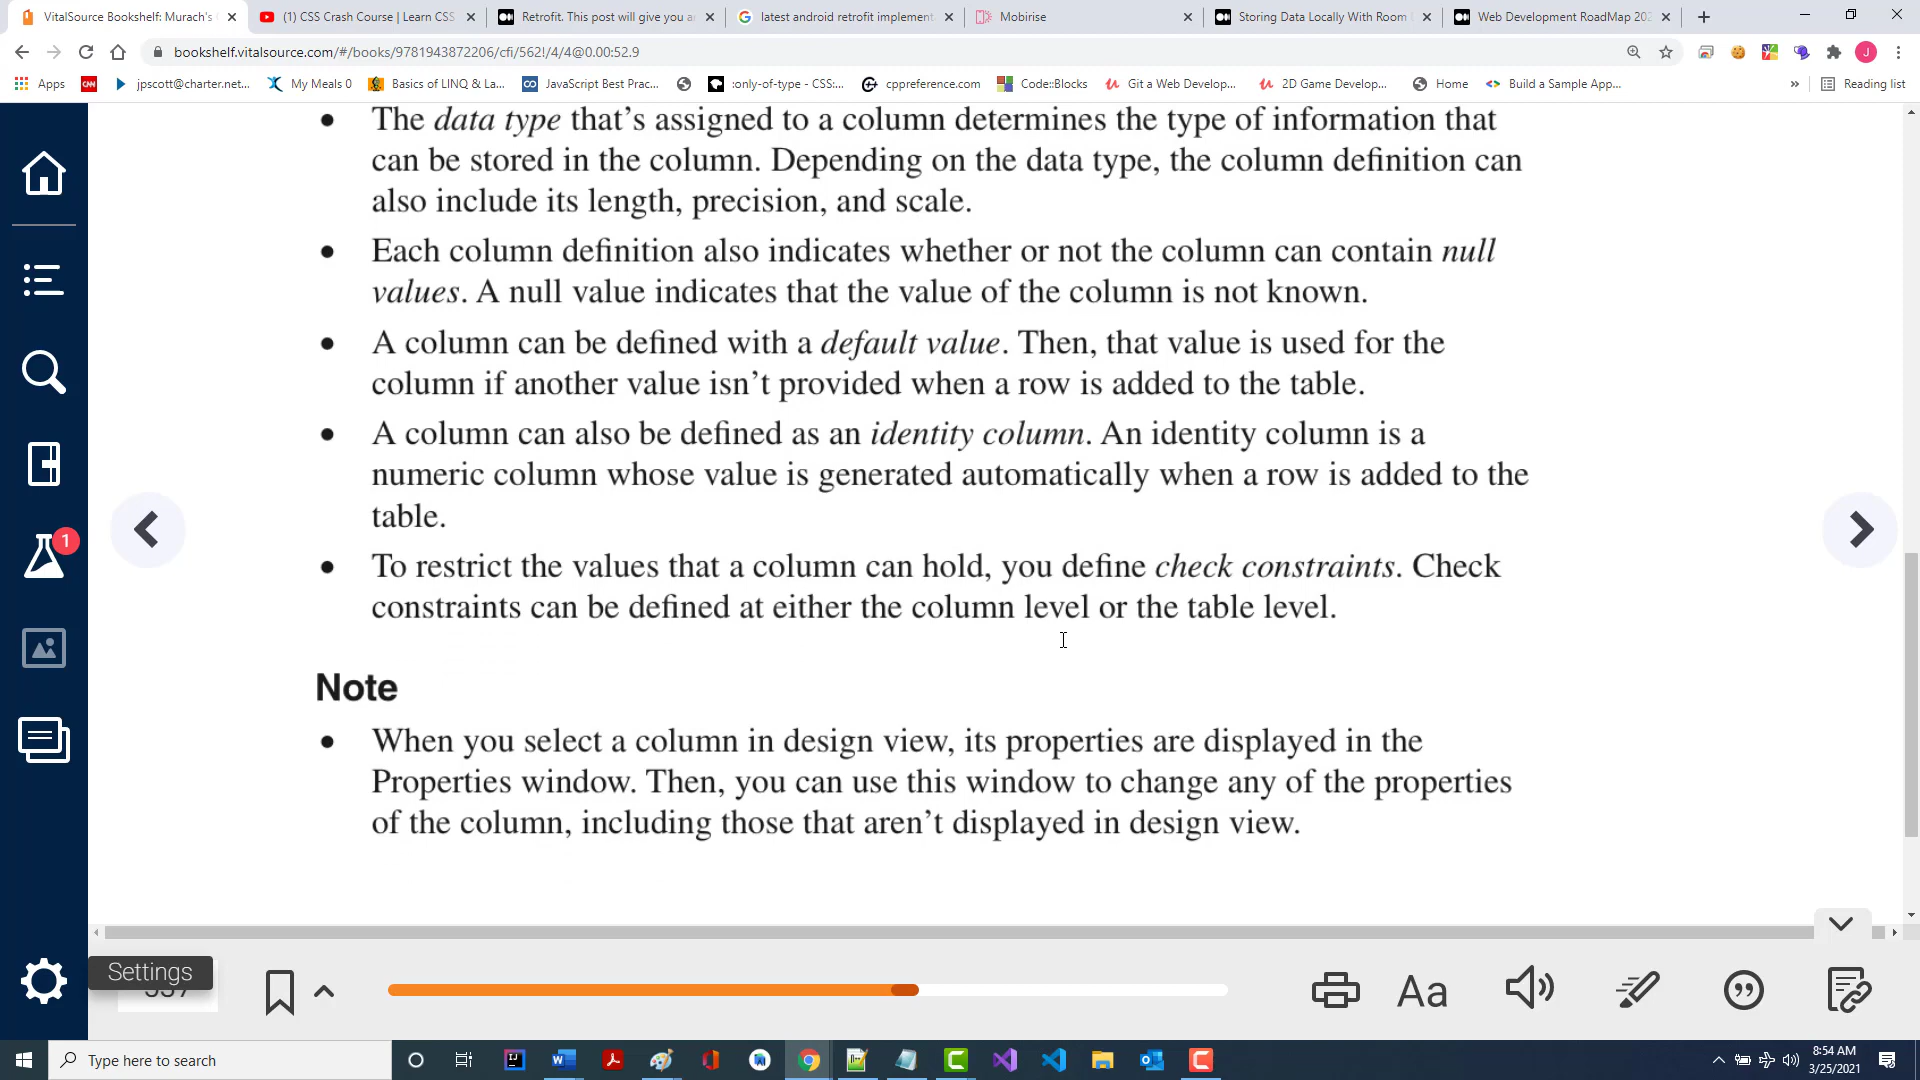 VitalSource Bookshelf: Murach's
(1) CSS Crash Course | Learn CSS
Retrofit. This post will give you a
latest android retrofit implement
Mobirise
Storing Data Locally With Room
Web Development RoadMap 202
bookshelf.vitalsource.com/#/books/9781943872206/cfi/562!/4/4@0.00:52.9
J
Apps
CNN
jpscott@charter.net...
My Meals 0
Basics of LINQ & La...
JavaScript Best Prac...
:only-of-type - CSS:...
cppreference.com
Code::Blocks
Git a Web Develop...
2D Game Develop...
Home
Build a Sample App...
»
Reading list
• The data type that's assigned to a column determines the type of information that
can be stored in the column. Depending on the data type, the column definition can
also include its length, precision, and scale.
• Each column definition also indicates whether or not the column can contain null
values. A null value indicates that the value of the column is not known.
• A column can be defined with a default value. Then, that value is used for the
column if another value isn't provided when a row is added to the table.
• A column can also be defined as an identity column. An identity column is a
numeric column whose value is generated automatically when a row is added to the
table.
1
• To restrict the values that a column can hold, you define check constraints. Check
constraints can be defined at either the column level or the table level.
Note
• When you select a column in design view, its properties are displayed in the
Properties window. Then, you can use this window to change any of the properties
of the column, including those that aren't displayed in design view.
Settings
Aa
Type here to search
8:54 AM
3/25/2021